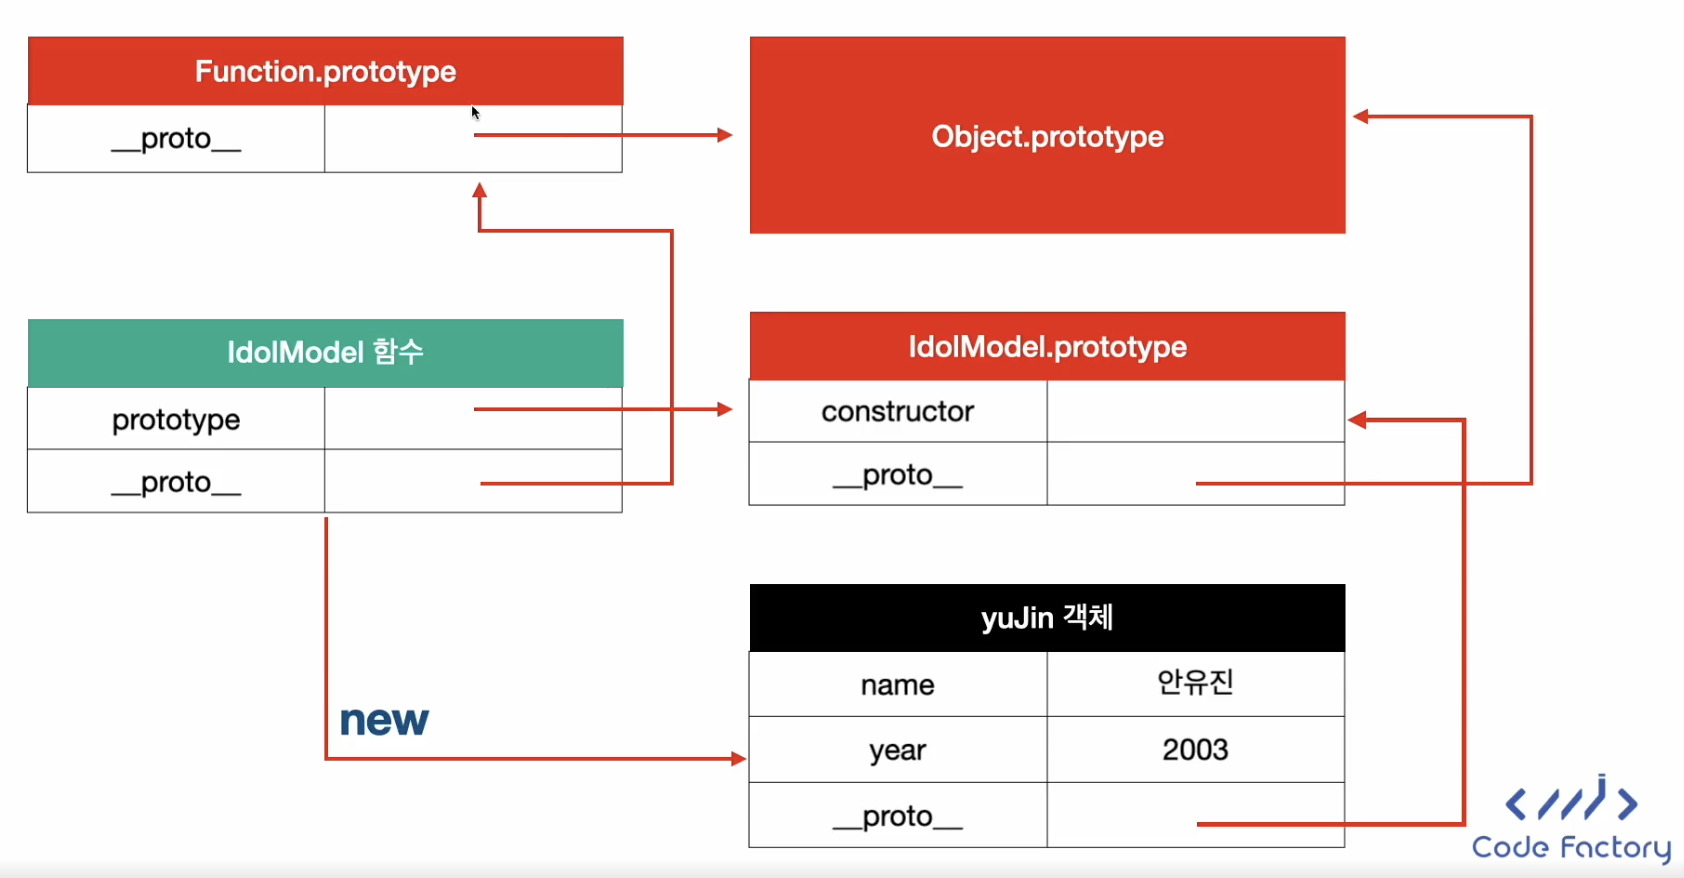 Function.prototype
__proto__
Object.prototype
IdolModel 함수
prototype
__proto__
IdolModel.prototype
constructor
__proto__
new
yuJin 객체
name 안유진
year 2003
__proto__
Code Factory